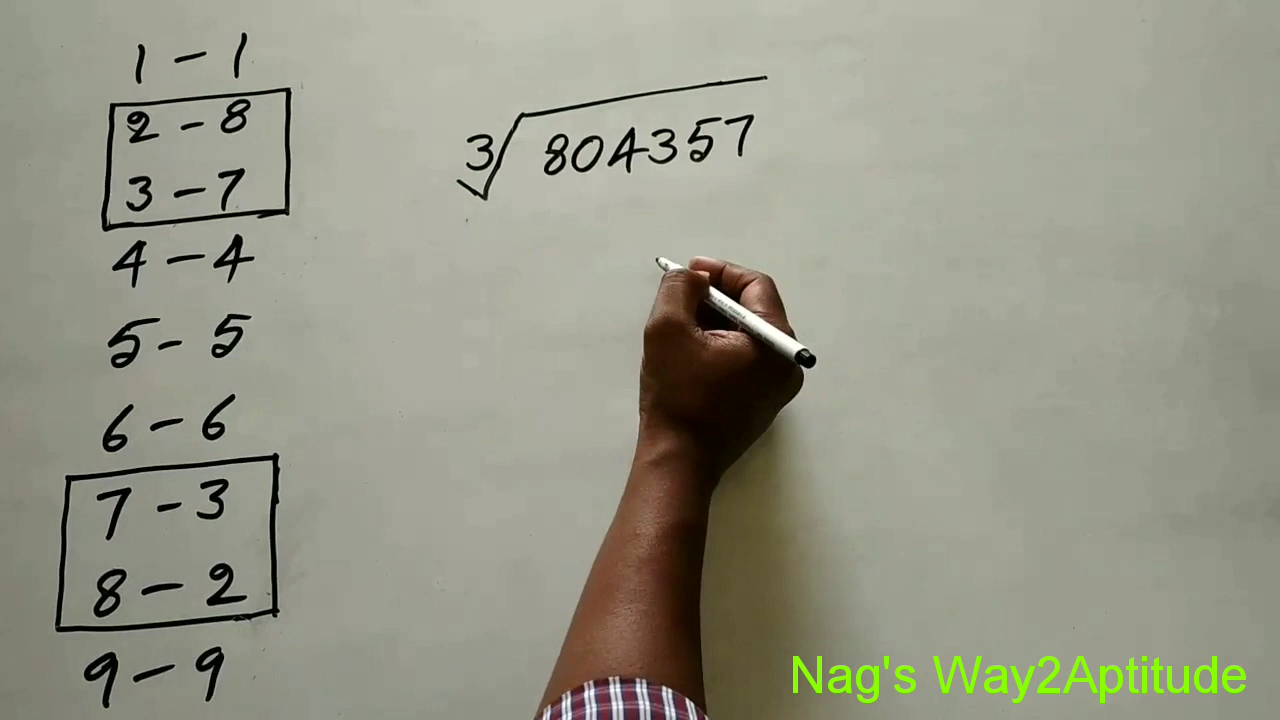 1 - 1
2 - 8
3 - 7
4 - 4
5 - 5
6 - 6
7 - 3
8 - 2
9 - 9
3√804357
Nag's Way2Aptitude